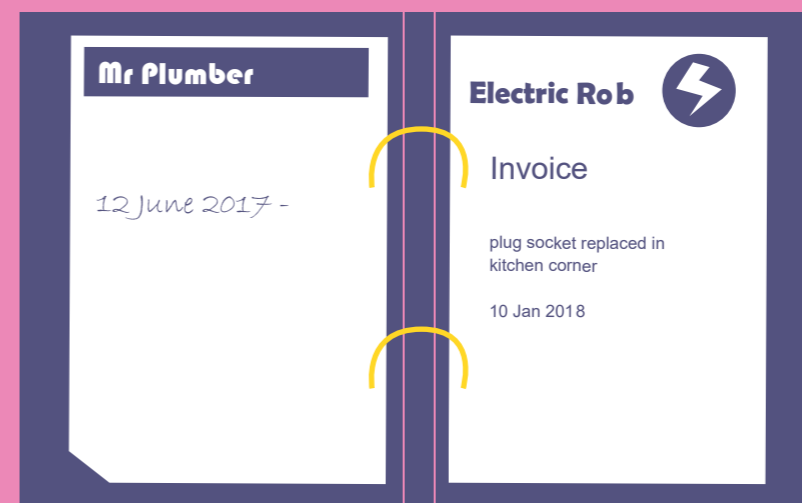 Mr Plumber
12 June 2017 -
Electric Rob
Invoice
plug socket replaced in
kitchen corner
10 Jan 2018